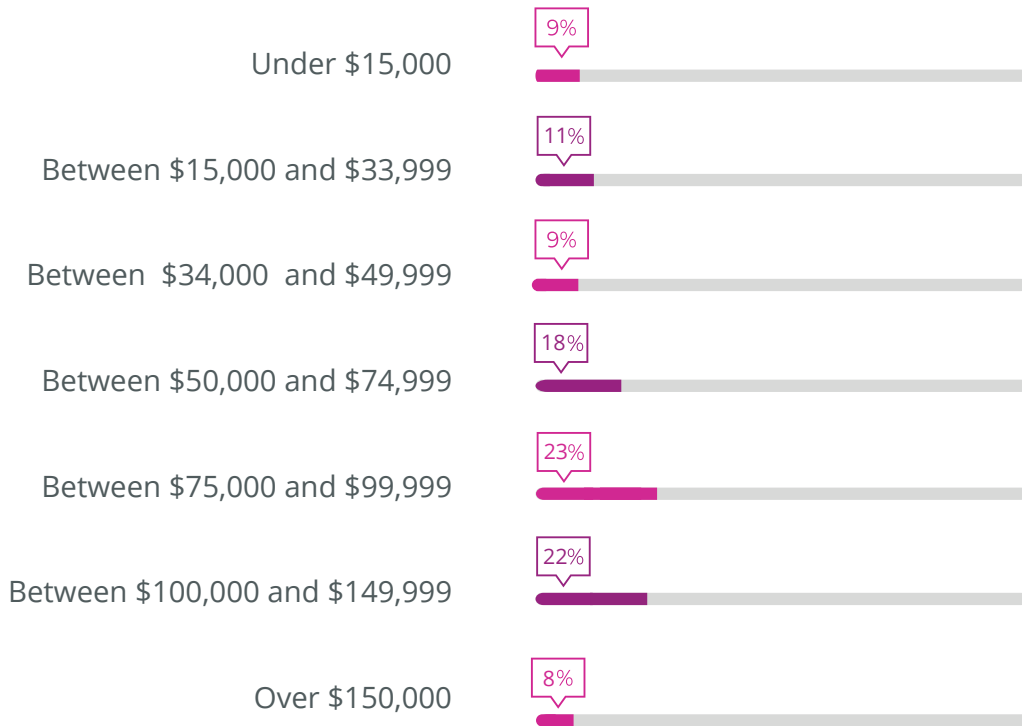 9%
Under $15,000
11%
Between $15,000 and $33,999
9%
Between $34,000 and $49,999
18%
Between $50,000 and $74,999
23%
Between $75,000 and $99,999
22%
Between $100,000 and $149,999
8%
Over $150,000